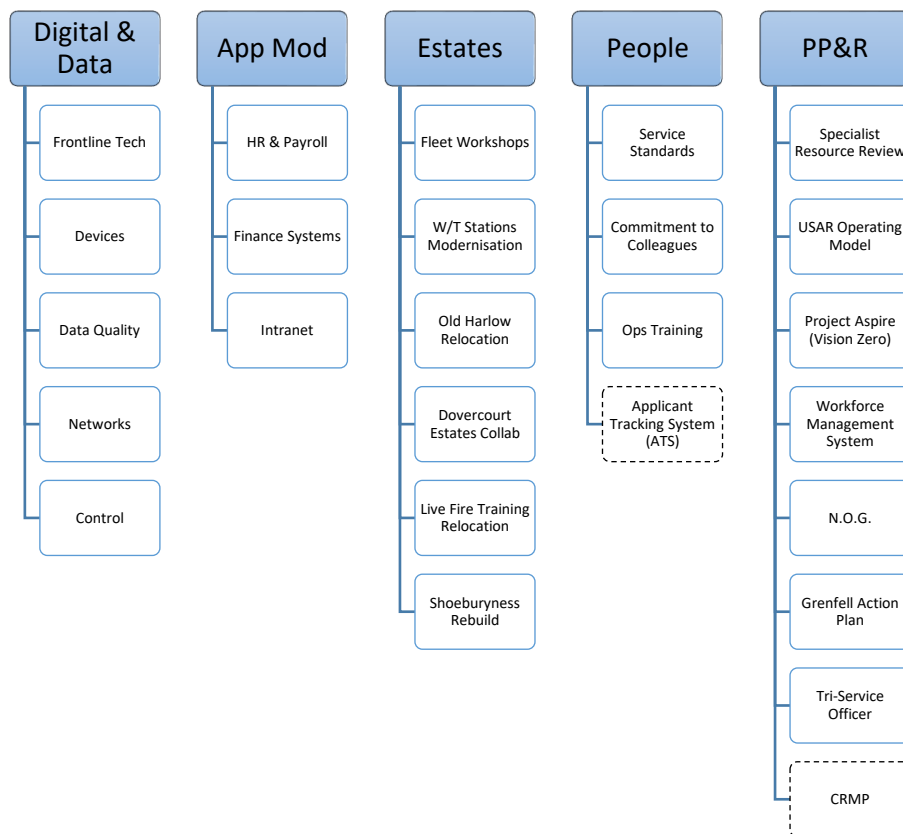 Digital &
Data
Frontline Tech
Devices
Data Quality
Networks
Control
App Mod
HR & Payroll
Finance Systems
Intranet
Estates
Fleet Workshops
W/T Stations
Modernisation
Old Harlow
Relocation
Dovercourt
Estates Collab
Live Fire Training
Relocation
Shoeburyness
Rebuild
People
Service
Standards
Commitment to
Colleagues
Ops Training
Applicant
Tracking System
(ATS)
PP&R
Specialist
Resource Review
USAR Operating
Model
Project Aspire
(Vision Zero)
Workforce
Management
System
N.O.G.
Grenfell Action
Plan
Tri-Service
Officer
CRMP